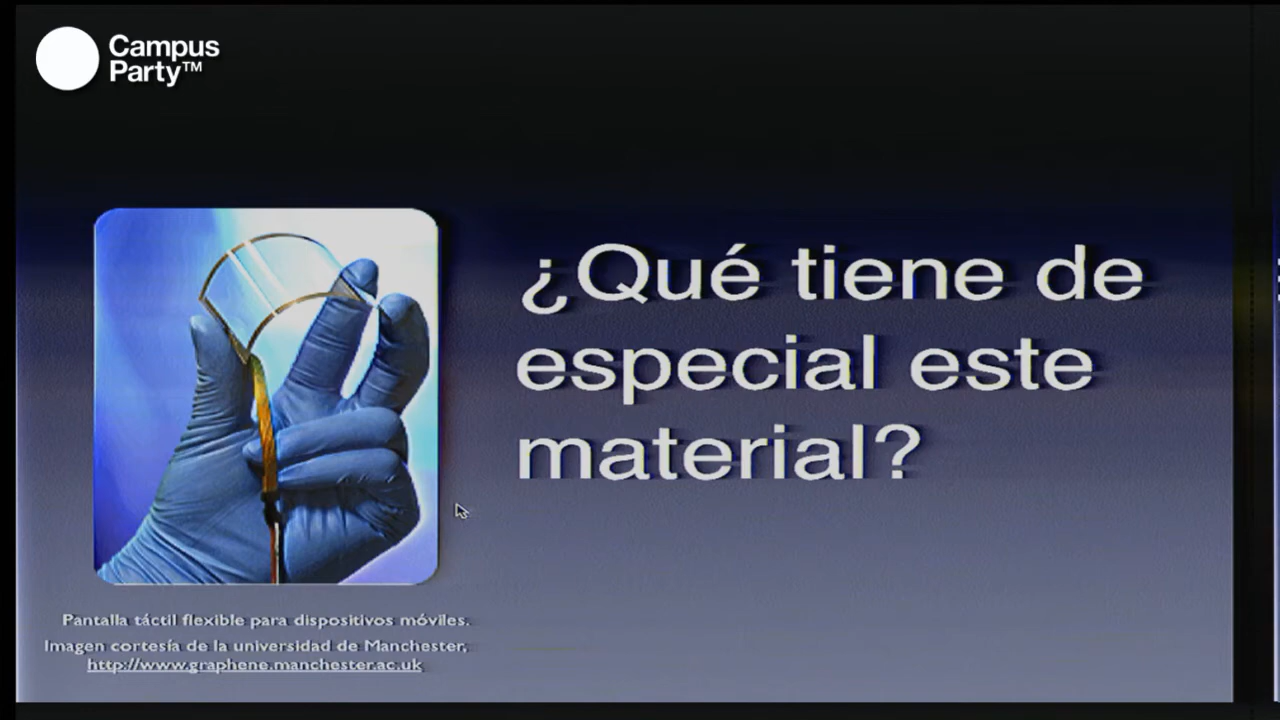 Campus
Party™
¿Qué tiene de
especial este
material?
Pantalla táctil flexible para dispositivos móviles.
Imagen cortesía de la universidad de Manchester,
http://www.graphene.manchester.ac.uk